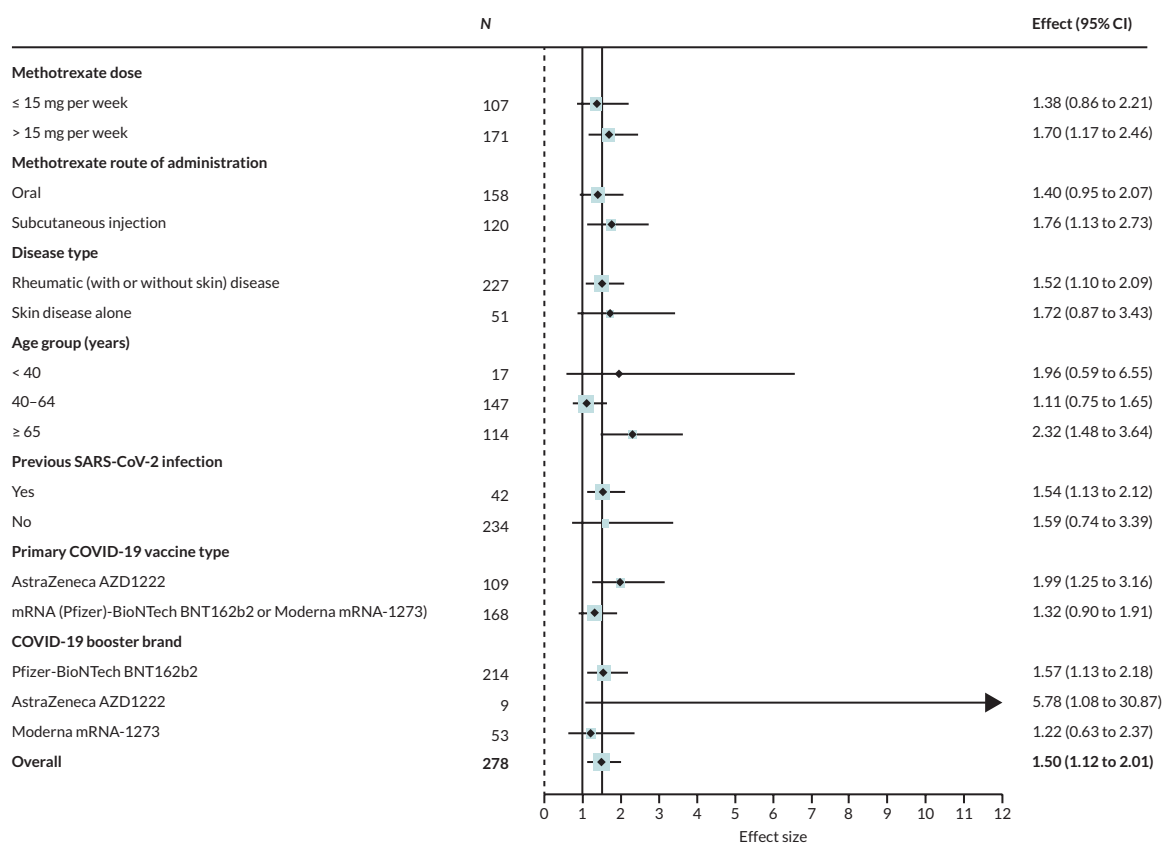 N Effect (95% CI)
Methotrexate dose
≤ 15 mg per week 107 1.38 (0.86 to 2.21)
> 15 mg per week 171 1.70 (1.17 to 2.46)
Methotrexate route of administration
Oral 158 1.40 (0.95 to 2.07)
Subcutaneous injection 120 1.76 (1.13 to 2.73)
Disease type
Rheumatic (with or without skin) disease 227 1.52 (1.10 to 2.09)
Skin disease alone 51 1.72 (0.87 to 3.43)
Age group (years)
< 40 17 1.96 (0.59 to 6.55)
40–64 147 1.11 (0.75 to 1.65)
≥ 65 114 2.32 (1.48 to 3.64)
Previous SARS-CoV-2 infection
Yes 42 1.54 (1.13 to 2.12)
No 234 1.59 (0.74 to 3.39)
Primary COVID-19 vaccine type
AstraZeneca AZD1222 109 1.99 (1.25 to 3.16)
mRNA (Pfizer)-BioNTech BNT162b2 or Moderna mRNA-1273) 168 1.32 (0.90 to 1.91)
COVID-19 booster brand
Pfizer-BioNTech BNT162b2 214 1.57 (1.13 to 2.18)
AstraZeneca AZD1222 9 5.78 (1.08 to 30.87)
Moderna mRNA-1273 53 1.22 (0.63 to 2.37)
Overall 278 1.50 (1.12 to 2.01)
0 1 2 3 4 5 6 7 8 9 10 11 12
Effect size